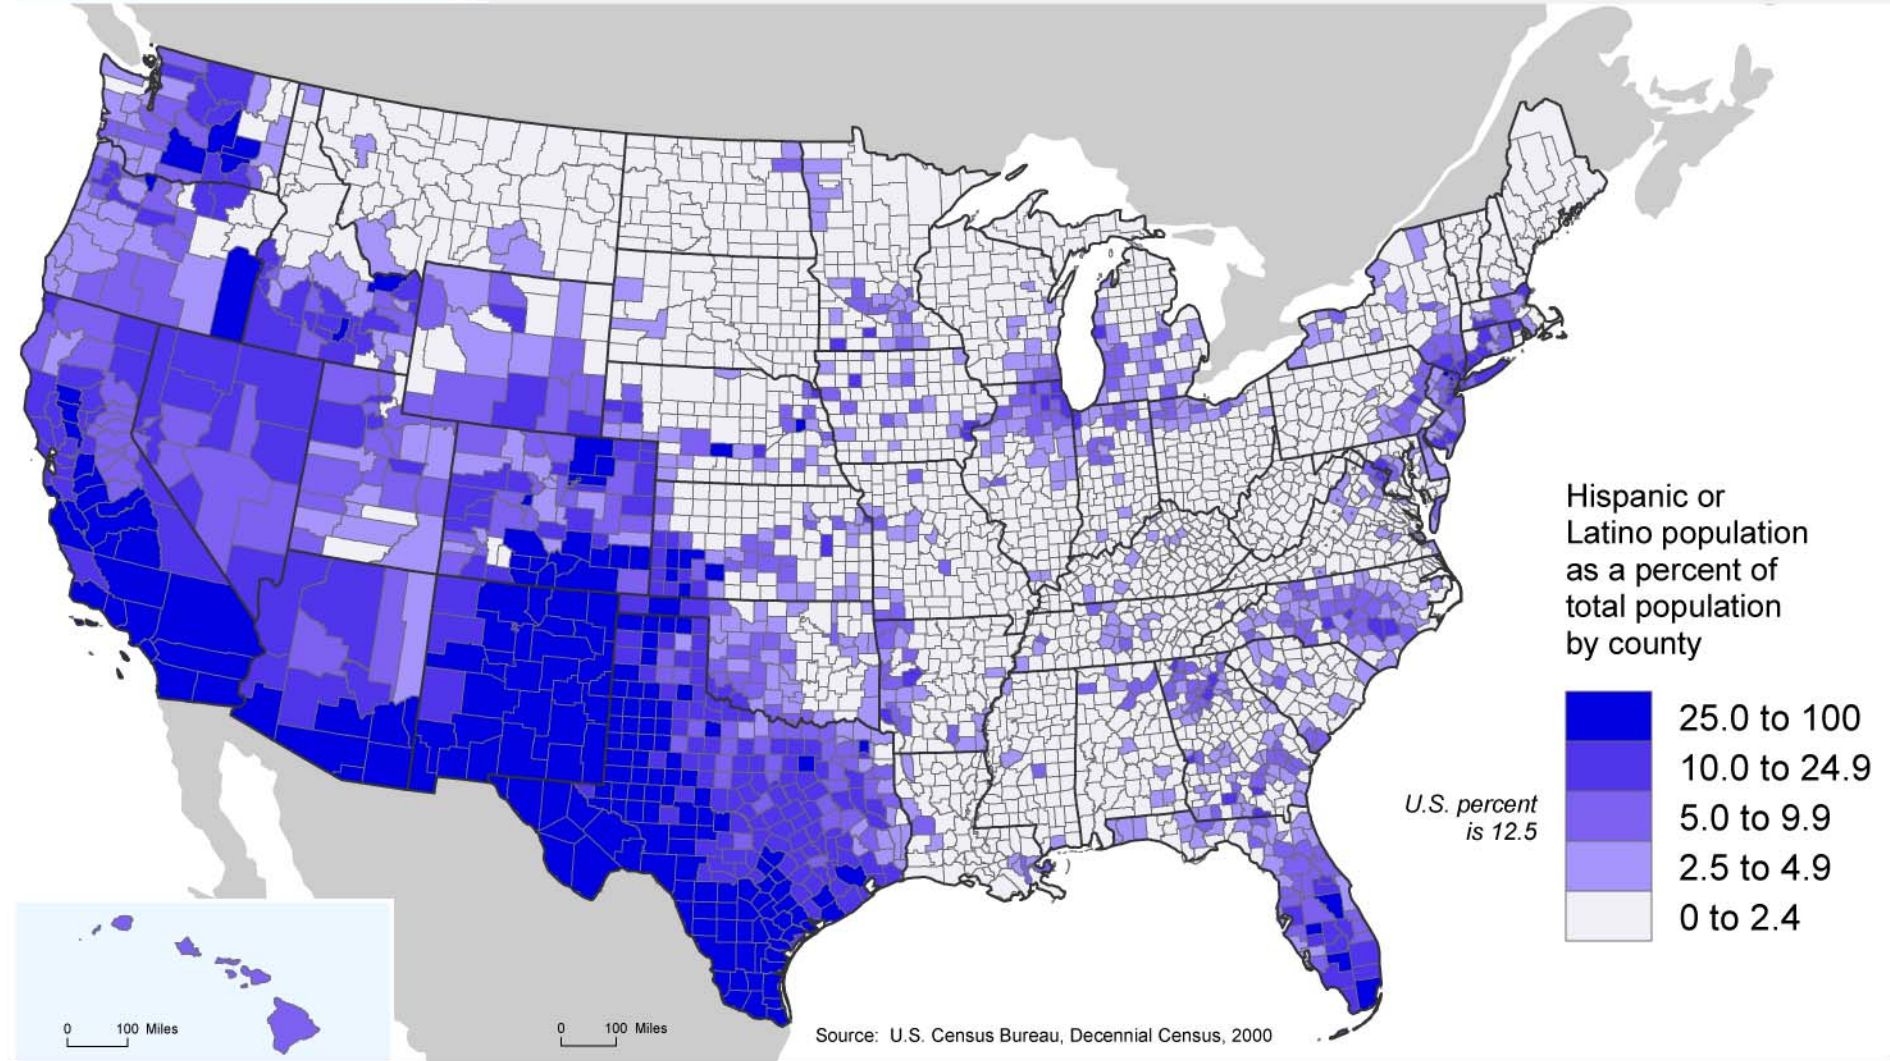 Hispanic or
Latino population
as a percent of
total population
by county
25.0 to 100
10.0 to 24.9
5.0 to 9.9
2.5 to 4.9
0 to 2.4
U.S. percent
is 12.5
0 100 Miles
0 100 Miles
Source: U.S. Census Bureau, Decennial Census, 2000